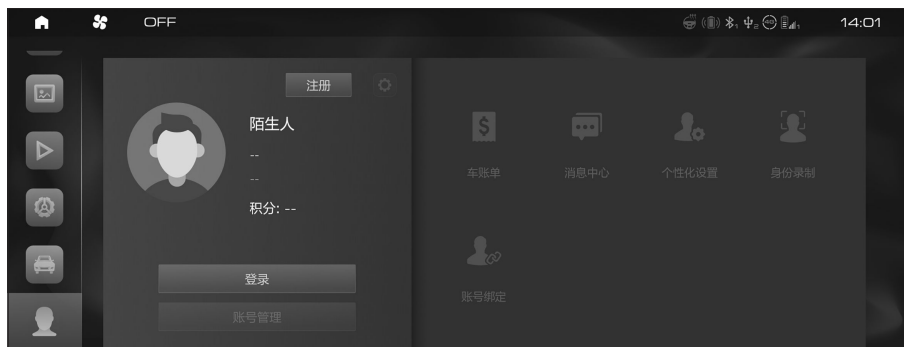 OFF
14:01
注册
陌生人
--
--
积分: --
登录
账号管理
车账单
消息中心
个性化设置
身份录制
账号绑定